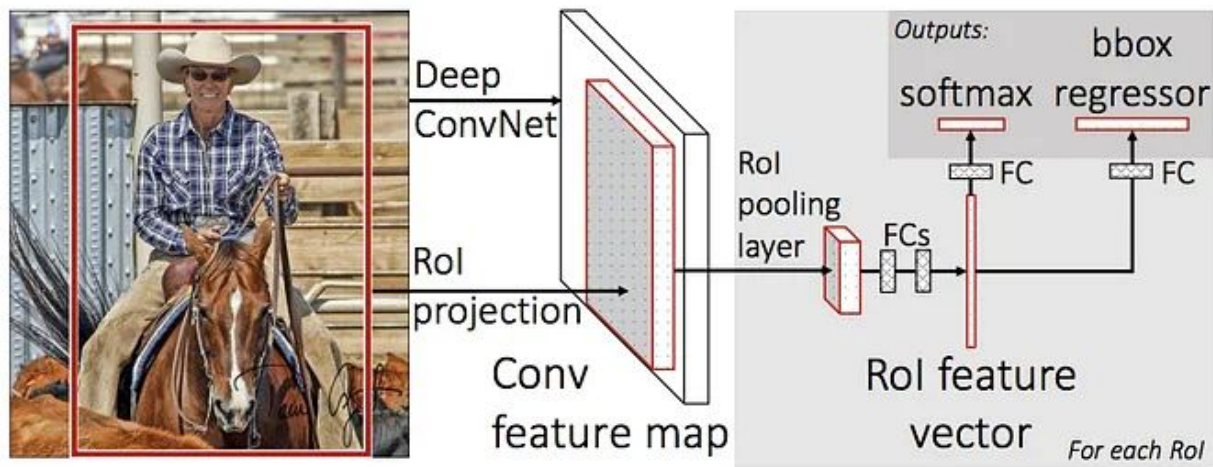 Deep
ConvNet
RoI
projection
Conv
feature map
RoI
pooling
layer
FCs
Outputs:
softmax
bbox
regressor
FC
FC
RoI feature
vector
For each RoI